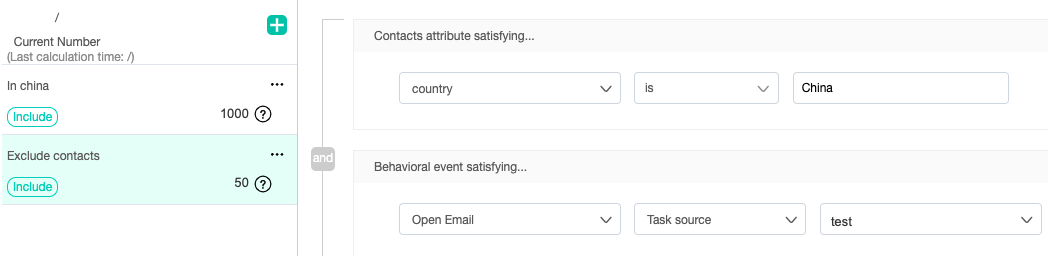 /
Current Number
(Last calculation time: /)
In china
Include
1000
Exclude contacts
Include
50
and
Contacts attribute satisfying...
country
is
China
Behavioral event satisfying...
Open Email
Task source
test